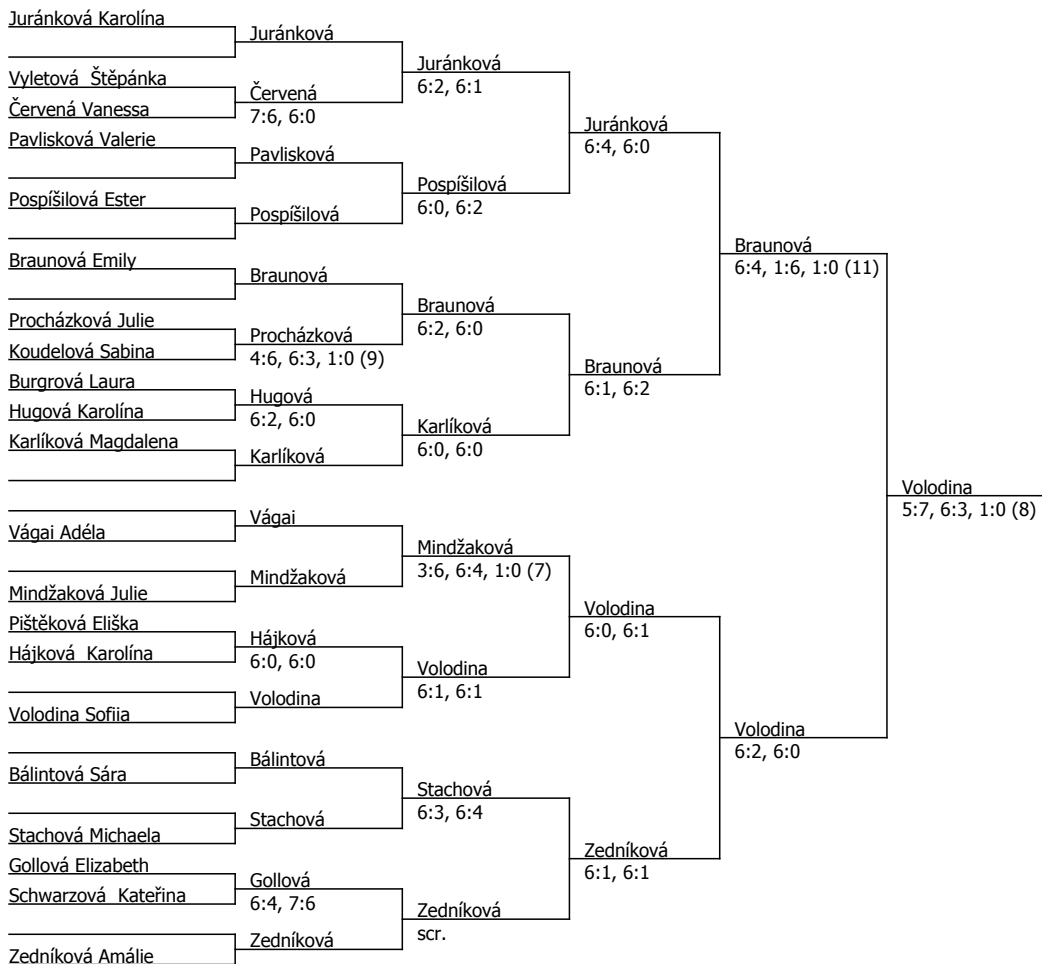 Juránková Karolína
Vyletová  Štěpánka
Červená Vanessa
Pavlisková Valerie
Pospíšilová Ester
Braunová Emily
Procházková Julie
Koudelová Sabina
Burgrová Laura
Hugová Karolína
Karlíková Magdalena
Vágai Adéla
Mindžaková Julie
Pištěková Eliška
Hájková  Karolína
Volodina Sofiia
Bálintová Sára
Stachová Michaela
Gollová Elizabeth
Schwarzová  Kateřina
Zedníková Amálie
Juránková
Červená
7:6, 6:0
Pavlisková
Pospíšilová
Braunová
Procházková
4:6, 6:3, 1:0 (9)
Hugová
6:2, 6:0
Karlíková
Vágai
Mindžaková
Hájková
6:0, 6:0
Volodina
Bálintová
Stachová
Gollová
6:4, 7:6
Zedníková
Juránková
6:2, 6:1
Pospíšilová
6:0, 6:2
Braunová
6:2, 6:0
Karlíková
6:0, 6:0
Mindžaková
3:6, 6:4, 1:0 (7)
Volodina
6:1, 6:1
Stachová
6:3, 6:4
Zedníková
scr.
Juránková
6:4, 6:0
Braunová
6:1, 6:2
Volodina
6:0, 6:1
Zedníková
6:1, 6:1
Braunová
6:4, 1:6, 1:0 (11)
Volodina
6:2, 6:0
Volodina
5:7, 6:3, 1:0 (8)